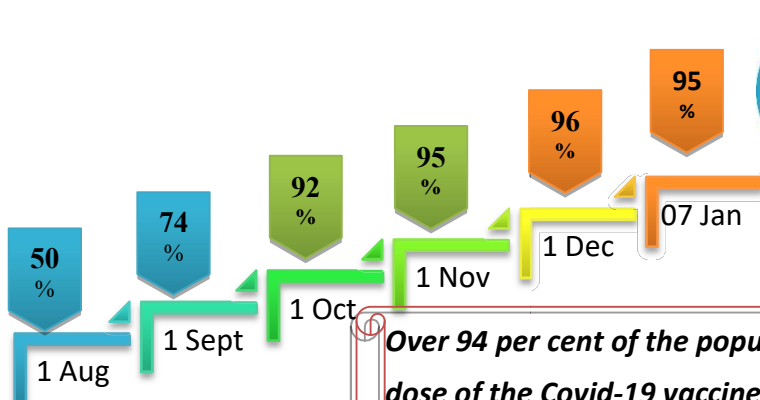 50
%
1 Aug
74
%
1 Sept
92
%
1 Oct
95
%
1 Nov
96
%
1 Dec
95
%
07 Jan
Over 94 per cent of the popu
dose of the Covid-19 vaccine